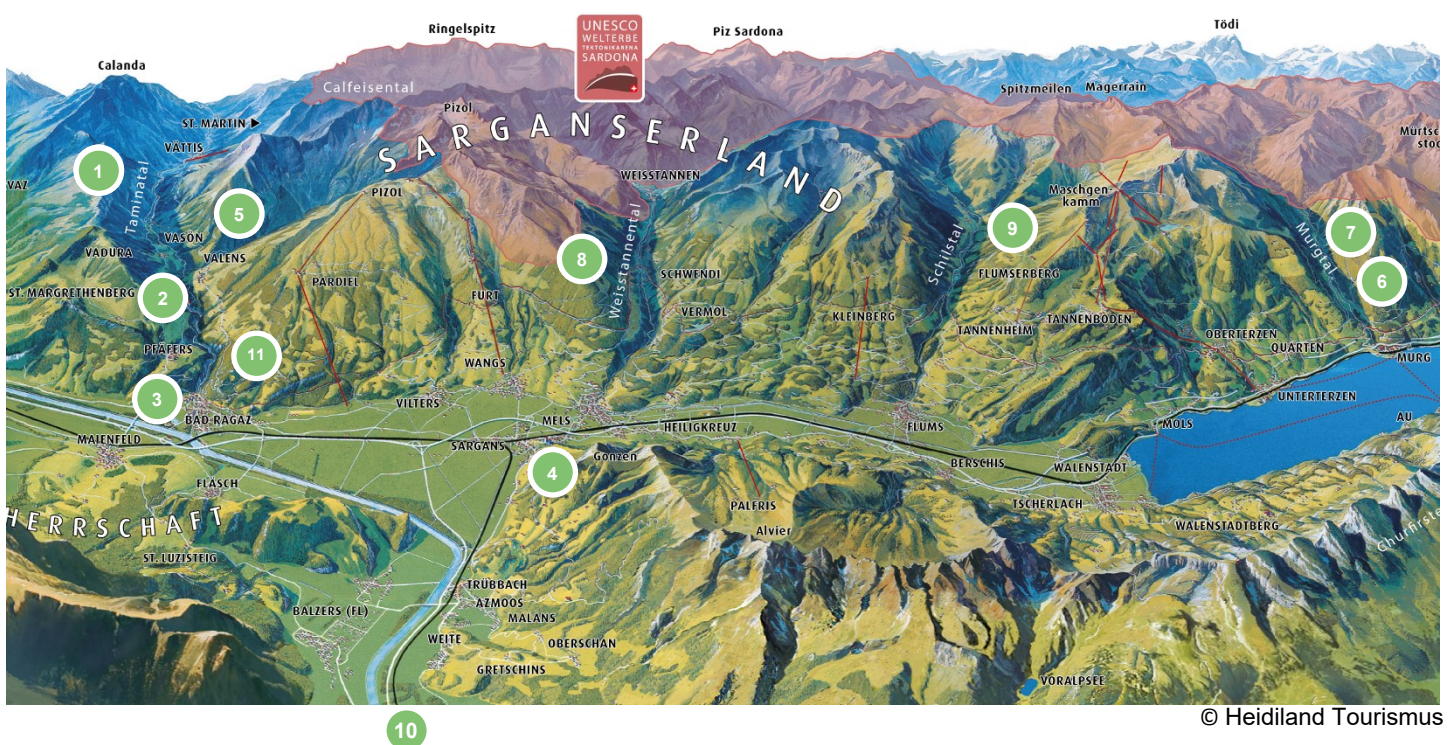 Tödi
Ringelspitz
Piz Sardona
UNESCO
WELTERBE
TEKTONIKARENA
SARDONA
Calanda
Calfeisental
Spitzmeilen
Magerrain
Pizol
ST. MARTIN ▶
Murtsc
stoc
VÄTTIS
SARGANSERLAND
1
WEISSTANNEN
VAZ
Taminatal
PIZOL
Maschgen-
kamm
5
9
7
VASÖN
VADURA
VALENS
8
Weisstannental
Schilstal
Murgtal
SCHWENDI
FLUMSERBERG
6
PARDIEL
ST. MARGRETHENBERG
2
FURT
VERMOL
KLEINBERG
TANNENHEIM
TANNENBODEN
OBERTERZEN
QUARTEN
PFÄFERS
11
WANGS
MURG
3
VILTERS
UNTERTERZEN
BAD RAGAZ
MELS
AU
MAIENFELD
SARGANS
HEILIGKREUZ
FLUMS
MOLS
Gonzen
4
BERSCHIS
WALENSTADT
FLÄSCH
PALFRIS
TSCHERLACH
HERRSCHAFT
Alvier
WALENSTADTBERG
Churfirste
ST. LUZISTEIG
TRÜBBACH
BALZERS (FL)
AZMOOS
MALANS
WEITE
OBERSCHAN
GRETSCHINS
VORALPSEE
© Heidiland Tourismus
10